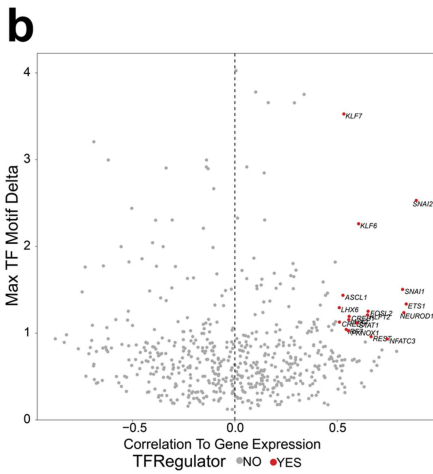 b
Max TF Motif Delta
4
3
2
1
0
KLF7
SNAI2
KLF6
SNAI1
ASCL1
ETS1
LHX6
NEUROD1
FOSL2
STAT1
NFATC3
−0.5
0.0
0.5
Correlation To Gene Expression
TFRegulator NO YES